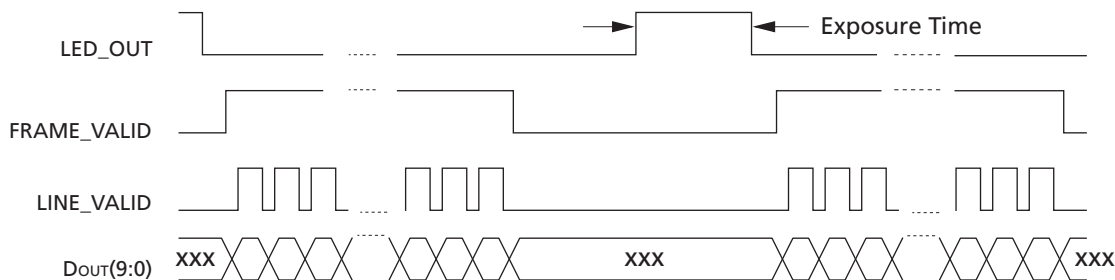 LED_OUT
Exposure Time
FRAME_VALID
LINE_VALID
DOUT(9:0)
XXX
XXX
XXX